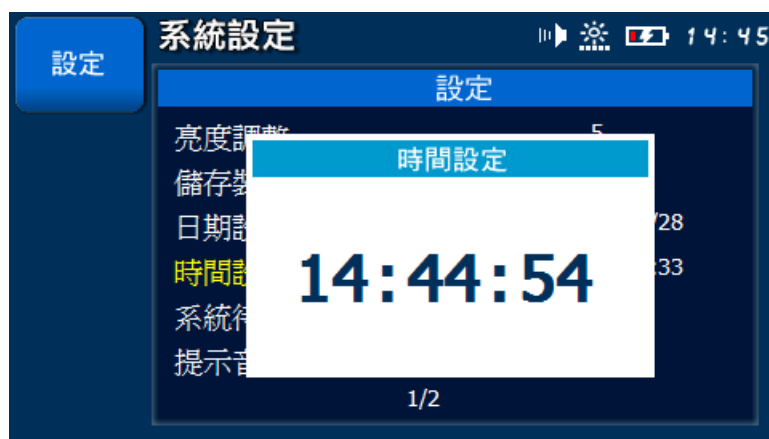 設定
系統設定
14:45
設定
亮度調整 5
儲存
日期 /28
時間 :33
系統
提示
時間設定
14:44:54
1/2